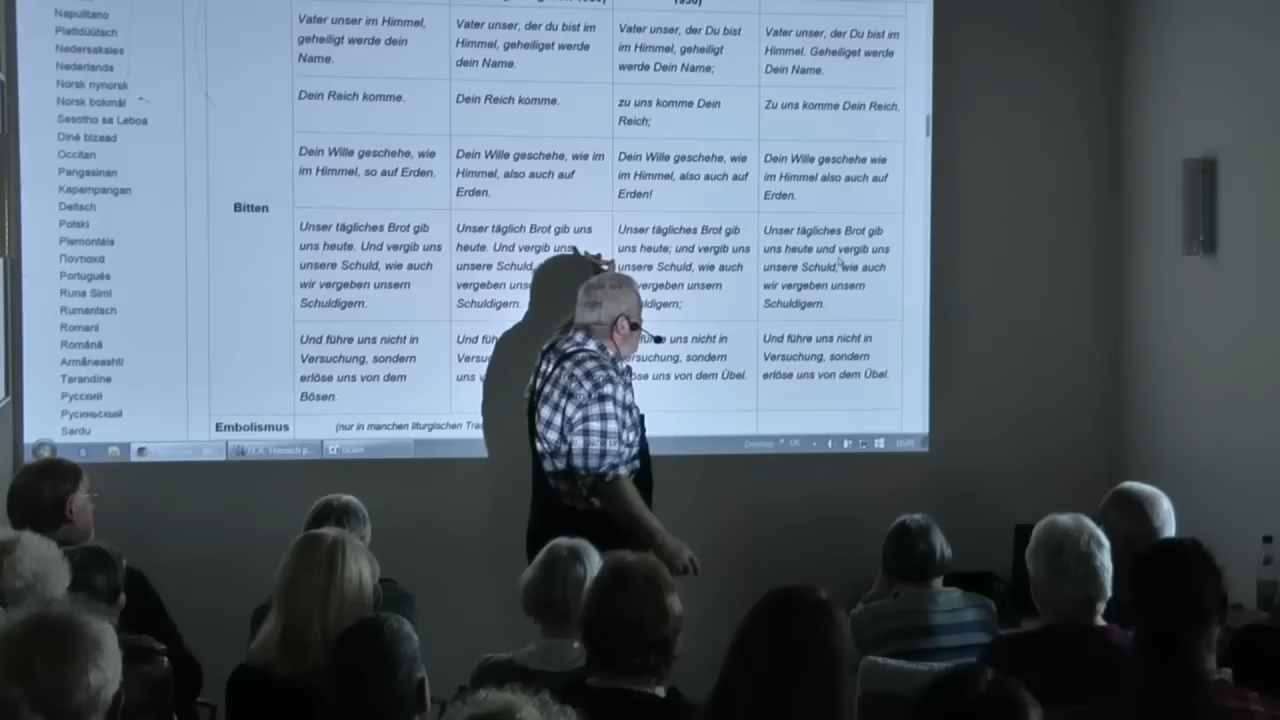 1930)
Napulitano
Plattdüütsch
Nedersaksies
Nederlands
Norsk nynorsk
Norsk bokmål
Sesotho sa Leboa
Diné bizaad
Occitan
Pangasinan
Kapampangan
Deitsch
Polski
Piemontèis
Ποντιακά
Português
Runa Simi
Rumantsch
Romani
Română
Armãneashti
Tarandíne
Русский
Русиньскый
Sardu
Bitten
Vater unser im Himmel,
geheiligt werde dein
Name.
Vater unser, der du bist im
Himmel, geheiliget werde
dein Name.
Vater unser, der Du bist
im Himmel, geheiligt
werde Dein Name;
Vater unser, der Du bist im
Himmel. Geheiliget werde
Dein Name.
Dein Reich komme.
Dein Reich komme.
zu uns komme Dein
Reich;
Zu uns komme Dein Reich.
Dein Wille geschehe, wie
im Himmel, so auf Erden.
Dein Wille geschehe, wie im
Himmel, also auch auf
Erden.
Dein Wille geschehe, wie
im Himmel, also auch auf
Erden!
Dein Wille geschehe wie
im Himmel also auch auf
Erden.
Unser tägliches Brot gib
uns heute. Und vergib uns
unsere Schuld, wie auch
wir vergeben unsern
Schuldigern.
Unser täglich Brot gib uns
heute. Und vergib uns
unsere Schuld
vergeben
Schuldigern.
Unser tägliches Brot gib
uns heute; und vergib uns
unsere Schuld, wie auch
vergeben unsern
ldigern;
Unser tägliches Brot gib
uns heute und vergib uns
unsere Schuld, wie auch
wir vergeben unsern
Schuldigern.
Und führe uns nicht in
Versuchung, sondern
erlöse uns von dem
Bösen.
Und füh
Versu
uns
uns nicht in
rsuchung, sondern
öse uns von dem Übel.
Und führe uns nicht in
Versuchung, sondern
erlöse uns von dem Übel.
Embolismus
(nur in manchen liturgischen Tra